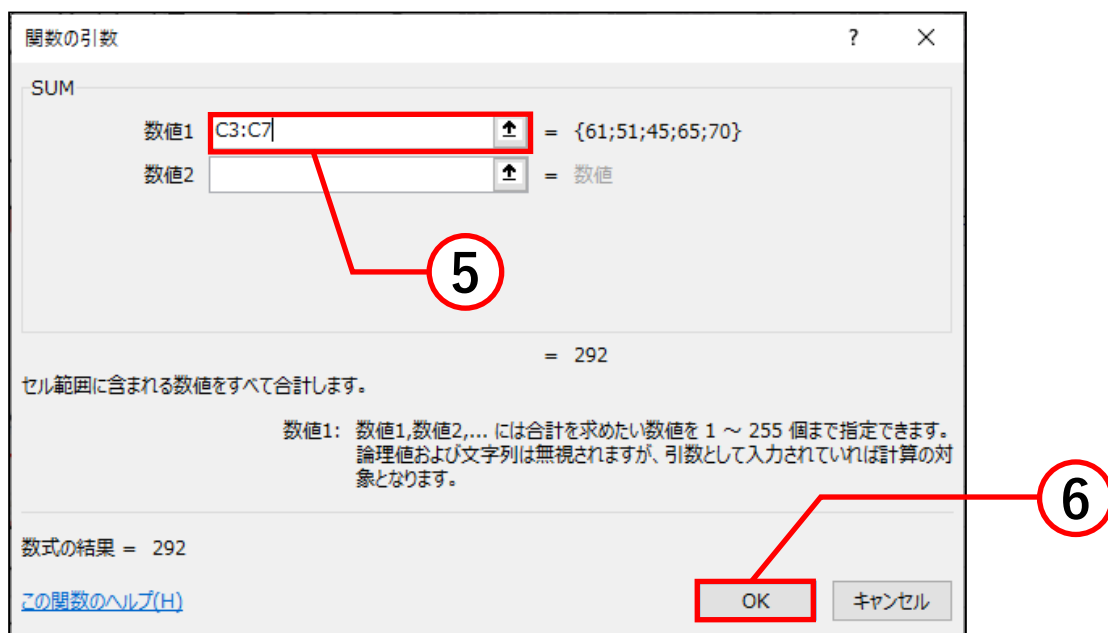 関数の引数 ? ×
SUM
数値1 C3:C7 = {61;51;45;65;70}
数値2 = 数値
5
= 292
セル範囲に含まれる数値をすべて合計します。
数値1: 数値1,数値2,... には合計を求めたい数値を 1 ～ 255 個まで指定できます。
論理値および文字列は無視されますが、引数として入力されていれば計算の対
象となります。
6
数式の結果 = 292
この関数のヘルプ(H) OK キャンセル